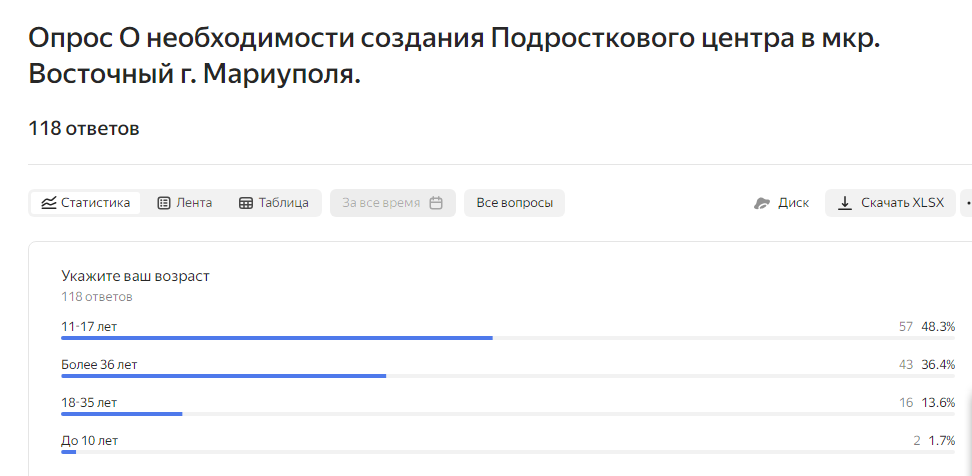 Опрос О необходимости создания Подросткового центра в мкр.
Восточный г. Мариуполя.
118 ответов
Статистика Лента Таблица За все время Все вопросы Диск Скачать XLSX
Укажите ваш возраст
118 ответов
11-17 лет 57 48.3%
Более 36 лет 43 36.4%
18-35 лет 16 13.6%
До 10 лет 2 1.7%